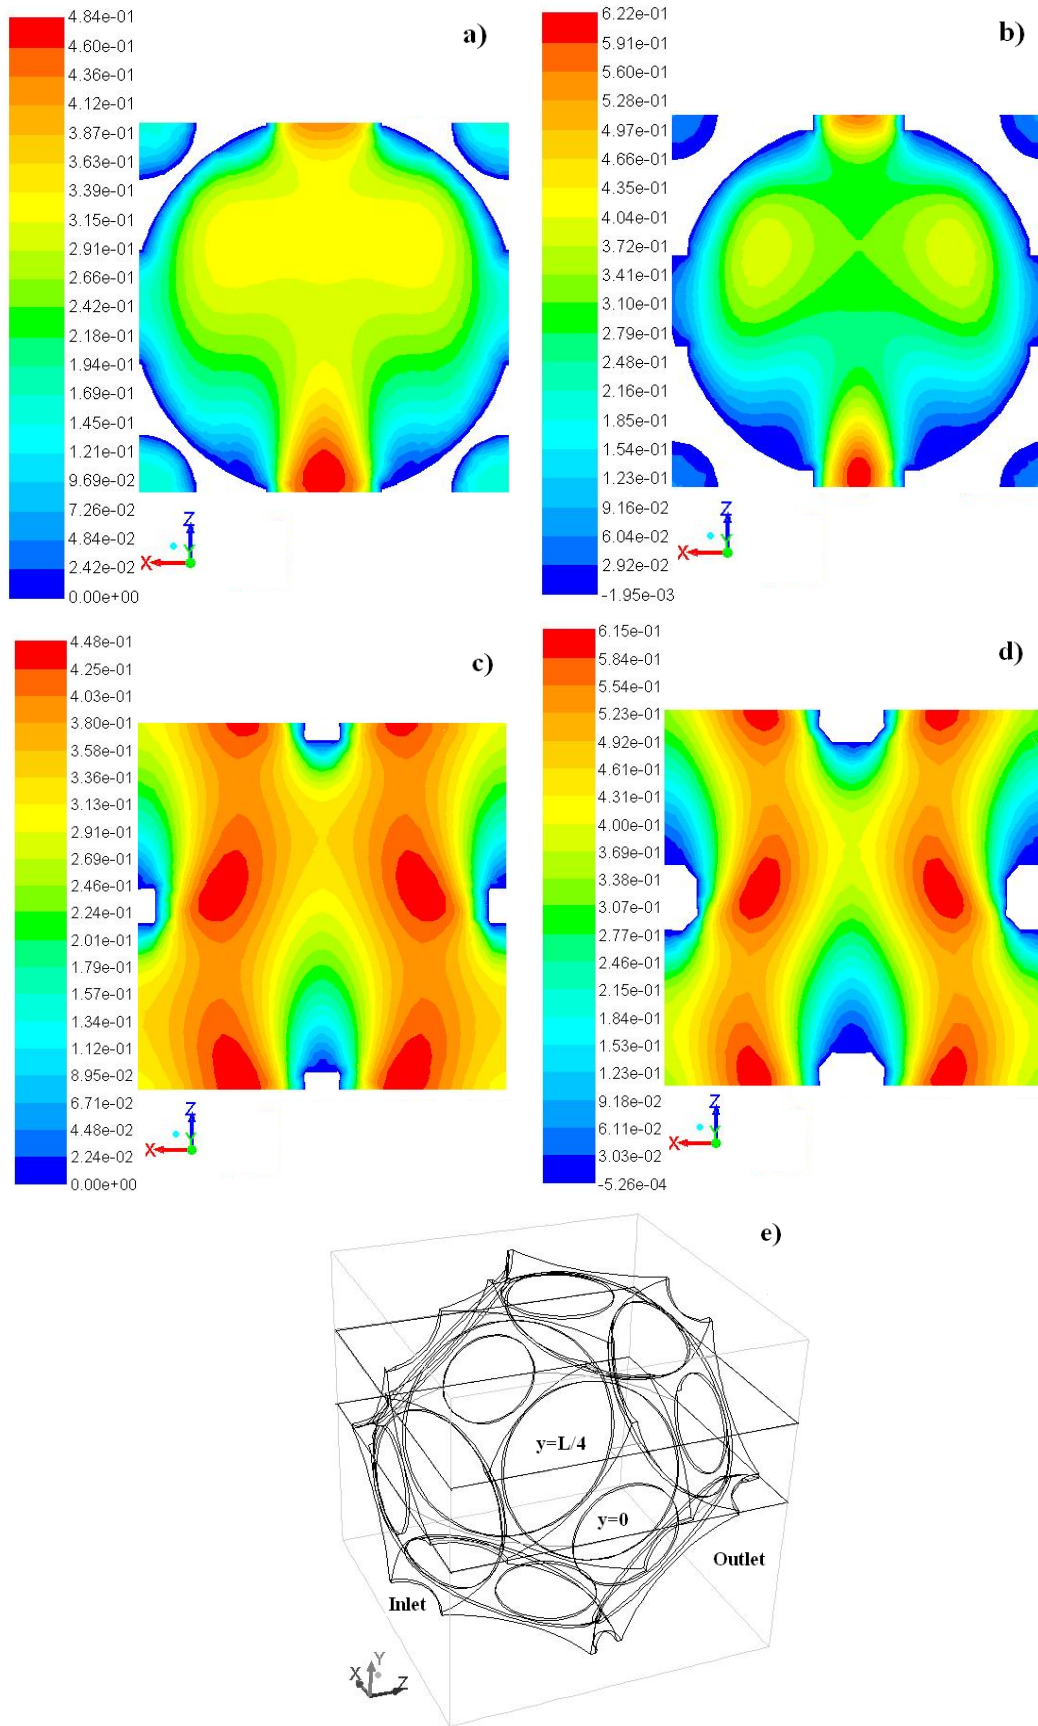 a)
4.84e-01
4.60e-01
4.36e-01
4.12e-01
3.87e-01
3.63e-01
3.39e-01
3.15e-01
2.91e-01
2.66e-01
2.42e-01
2.18e-01
1.94e-01
1.69e-01
1.45e-01
1.21e-01
9.69e-02
7.26e-02
4.84e-02
2.42e-02
0.00e+00
Z
Y
X
b)
6.22e-01
5.91e-01
5.60e-01
5.28e-01
4.97e-01
4.66e-01
4.35e-01
4.04e-01
3.72e-01
3.41e-01
3.10e-01
2.79e-01
2.48e-01
2.16e-01
1.85e-01
1.54e-01
1.23e-01
9.16e-02
6.04e-02
2.92e-02
-1.95e-03
Z
Y
X
c)
4.48e-01
4.25e-01
4.03e-01
3.80e-01
3.58e-01
3.36e-01
3.13e-01
2.91e-01
2.69e-01
2.46e-01
2.24e-01
2.01e-01
1.79e-01
1.57e-01
1.34e-01
1.12e-01
8.95e-02
6.71e-02
4.48e-02
2.24e-02
0.00e+00
Z
Y
X
d)
6.15e-01
5.84e-01
5.54e-01
5.23e-01
4.92e-01
4.61e-01
4.31e-01
4.00e-01
3.69e-01
3.38e-01
3.07e-01
2.77e-01
2.46e-01
2.15e-01
1.84e-01
1.53e-01
1.23e-01
9.18e-02
6.11e-02
3.03e-02
-5.26e-04
Z
Y
X
e)
y=L/4
y=0
Outlet
Inlet
Y
X
Z